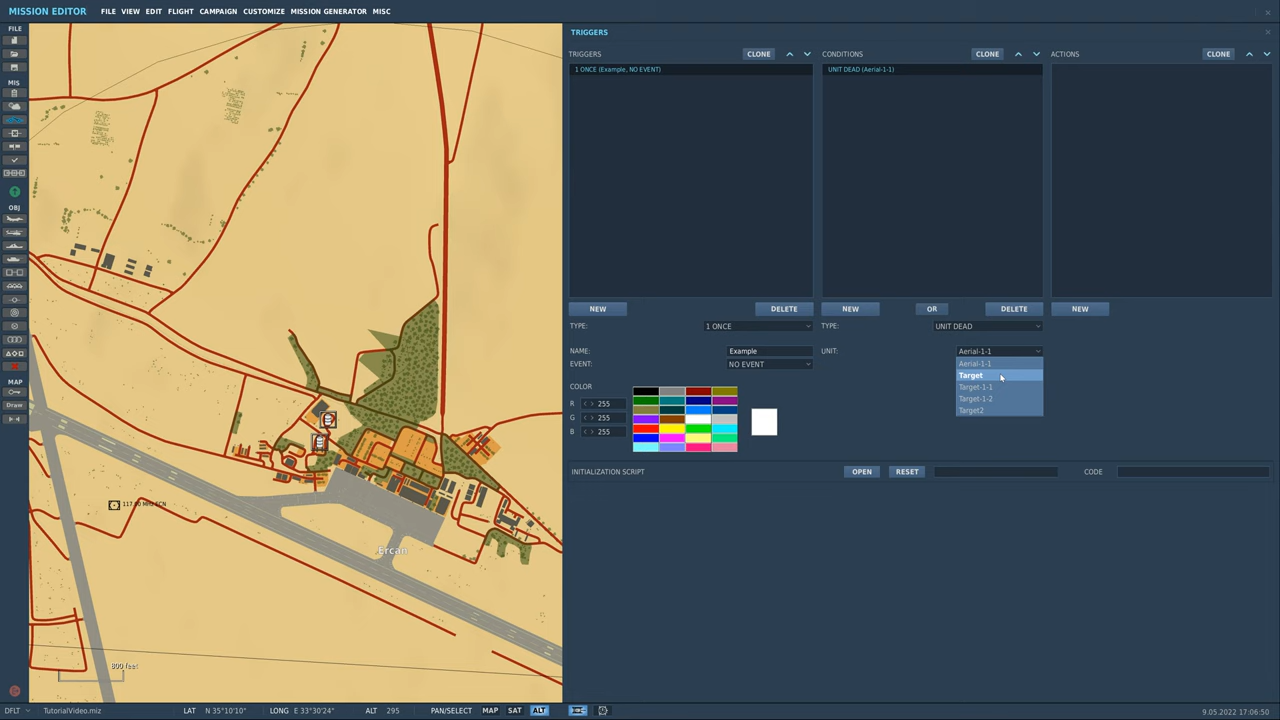 MISSION EDITOR FILE VIEW EDIT FLIGHT CAMPAIGN CUSTOMIZE MISSION GENERATOR MISC
FILE
MIS
OBJ
MAP
Draw
TRIGGERS
TRIGGERS CLONE CONDITIONS CLONE ACTIONS CLONE
1 ONCE (Example, NO EVENT) UNIT DEAD (Aerial-1-1)
NEW DELETE NEW OR DELETE NEW
TYPE: 1 ONCE TYPE: UNIT DEAD
NAME: Example UNIT: Aerial-1-1
EVENT: NO EVENT
Aerial-1-1
Target
Target-1-1
Target-1-2
Target2
COLOR
R < > 255
G < > 255
B < > 255
INITIALIZATION SCRIPT OPEN RESET CODE
Ercan
800 feet
DFLT TutorialVideo.miz LAT N 35°10'10" LONG E 33°30'24" ALT 295 PAN/SELECT MAP SAT ALT 9.05.2022 17:06:50